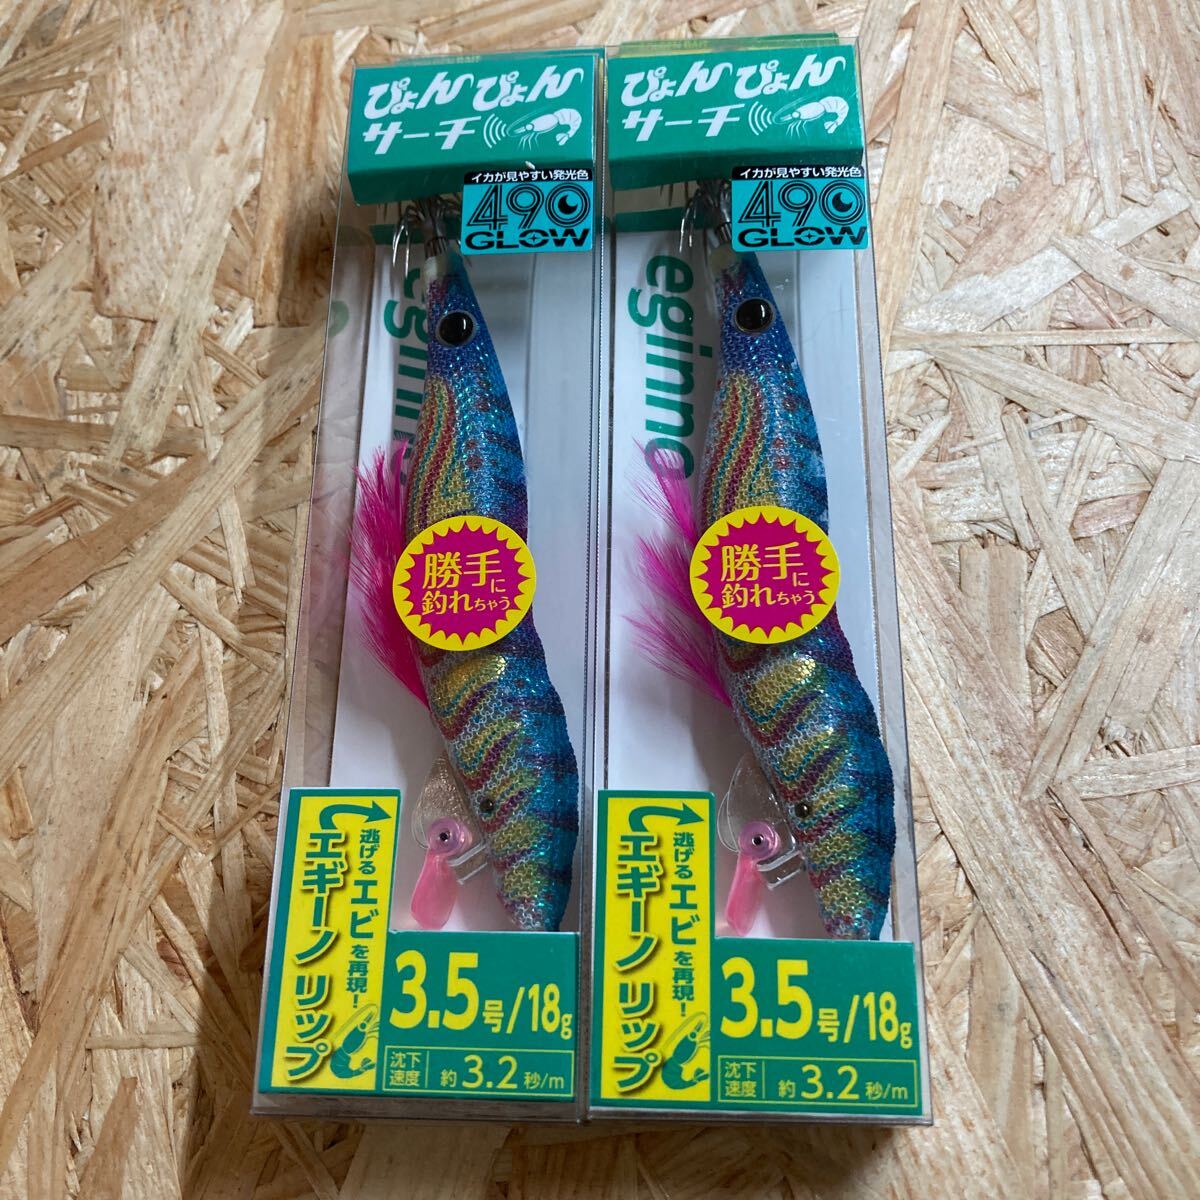 ぴょんぴょん
サーチ
イカが見やすい発光色
490
GLOW
eginno
勝手に
釣れちゃう
逃げるエビを再現！
エギーノリップ
3.5号/18g
沈下
速度
約3.2秒/m
ぴょんぴょん
サーチ
イカが見やすい発光色
490
GLOW
eginno
勝手に
釣れちゃう
逃げるエビを再現！
エギーノリップ
3.5号/18g
沈下
速度
約3.2秒/m